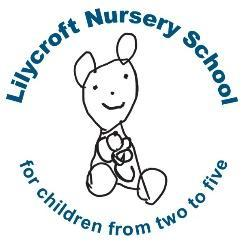 Lilycroft Nursery School
for children from two to five